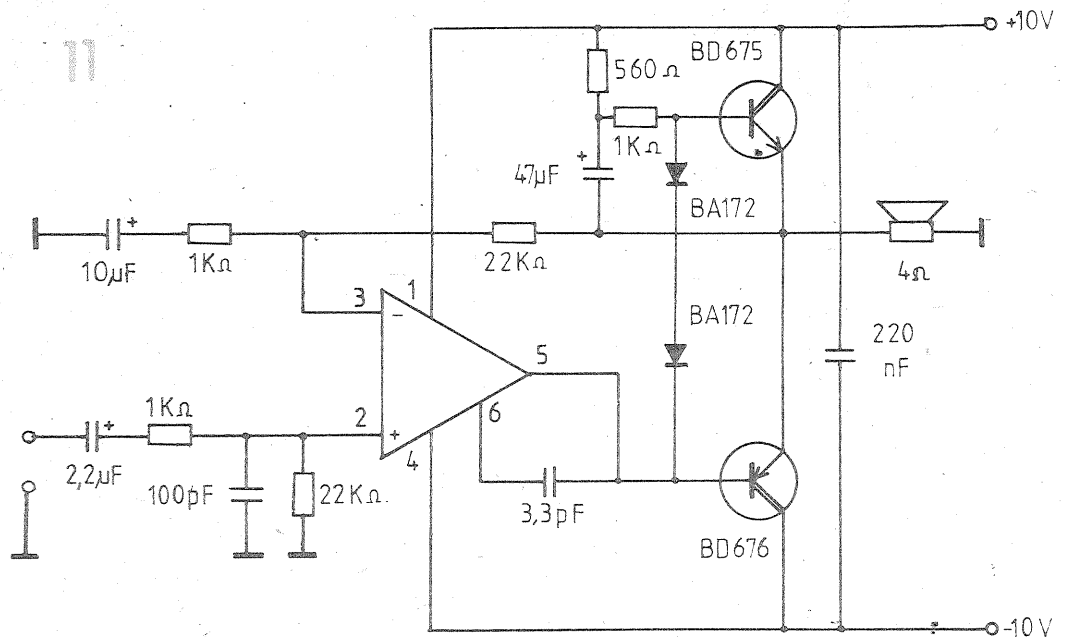 11
+10V
BD675
560Ω
1KΩ
47µF
+
BA172
+
10µF
1KΩ
22KΩ
4Ω
3
1
−
BA172
5
220
nF
1KΩ
2
+
6
4
+
2,2µF
100pF
22KΩ
3,3pF
BD676
-10V